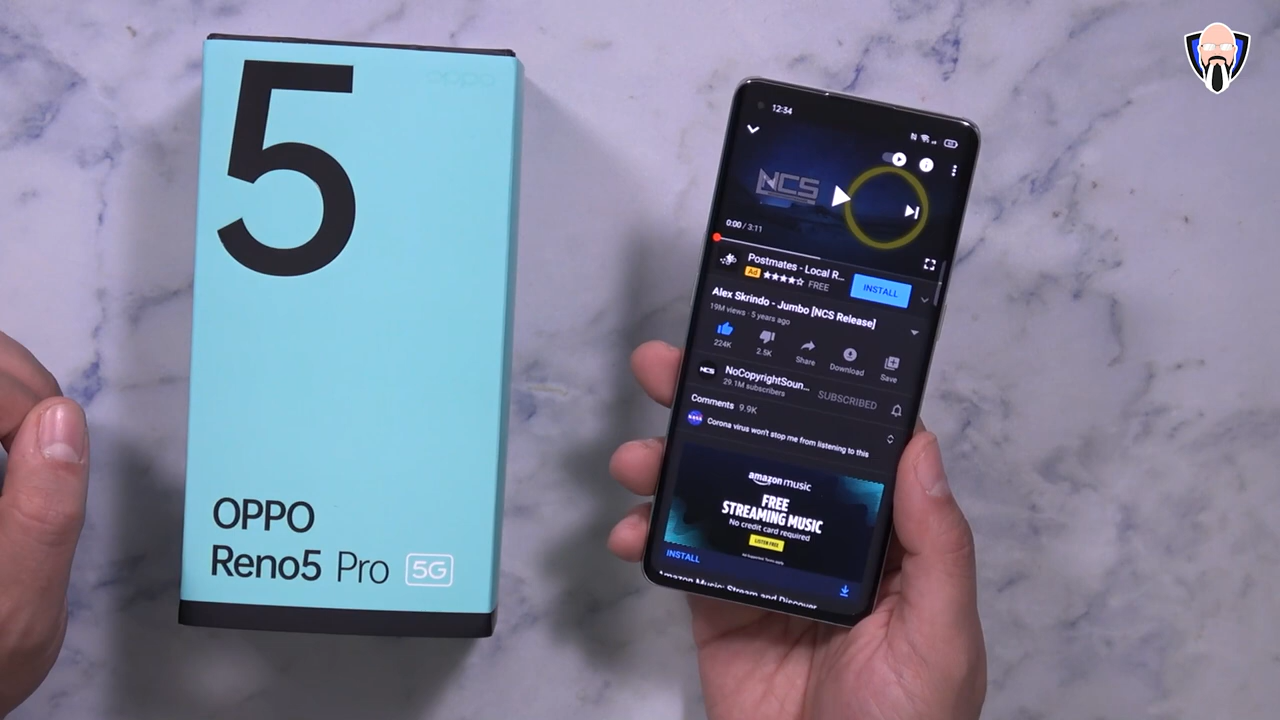 5
oppo
OPPO
Reno5 Pro 5G
12:34
NCS
0:00 / 3:11
Postmates - Local R...
Ad ★★★★☆ FREE
INSTALL
Alex Skrindo - Jumbo [NCS Release]
19M views · 5 years ago
224K
2.5K
Share
Download
Save
NCS
NoCopyrightSoun...
29.1M subscribers
SUBSCRIBED
Comments 9.9K
NASA
Corona virus won't stop me from listening to this
amazon music
FREE
STREAMING MUSIC
No credit card required
LISTEN FREE
INSTALL
Amazon Music: Stream and Discover